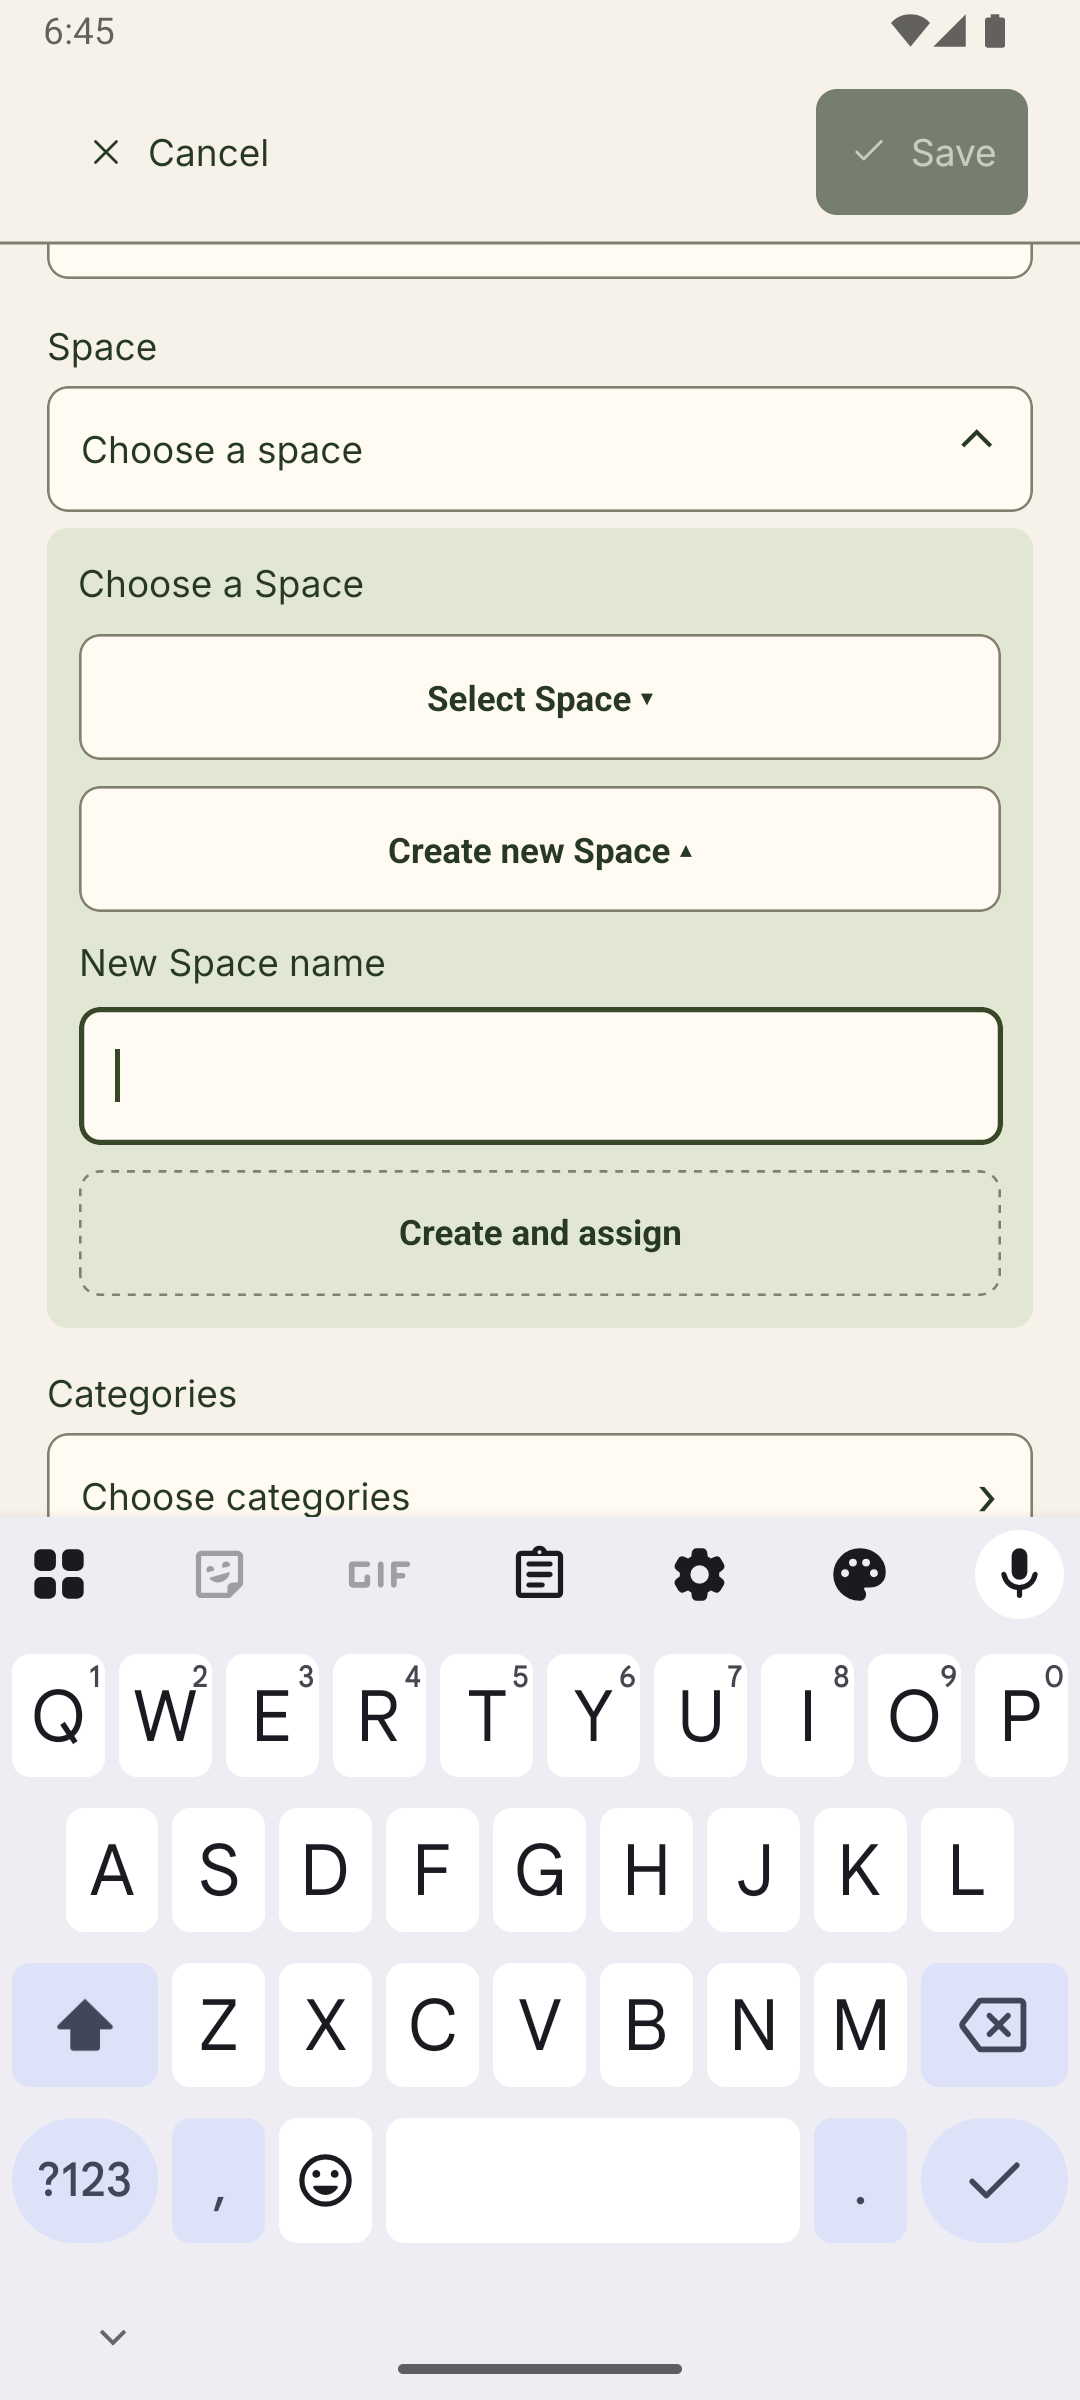 6:45
Cancel
Save
Space
Choose a space
Choose a Space
Select Space ▾
Create new Space ▴
New Space name
Create and assign
Categories
Choose categories
GIF
Q1 W2 E3 R4 T5 Y6 U7 I8 O9 P0
A S D F G H J K L
Z X C V B N M
?123 , .